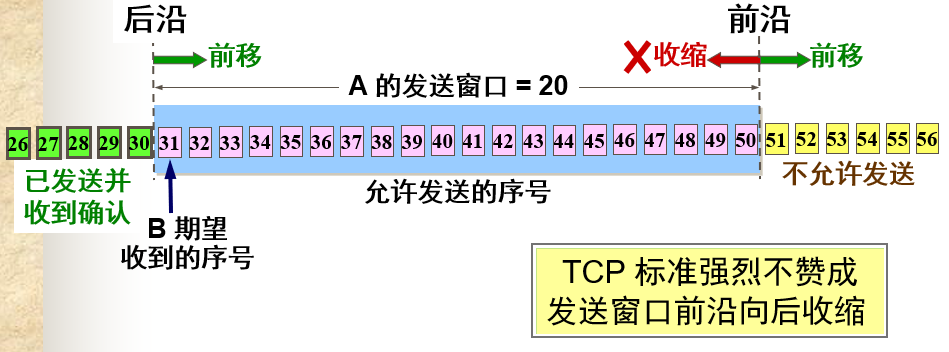 后沿
前沿
前移
收缩
前移
A 的发送窗口 = 20
26 27 28 29 30 31 32 33 34 35 36 37 38 39 40 41 42 43 44 45 46 47 48 49 50 51 52 53 54 55 56
已发送并
收到确认
允许发送的序号
不允许发送
B 期望
收到的序号
TCP 标准强烈不赞成
发送窗口前沿向后收缩